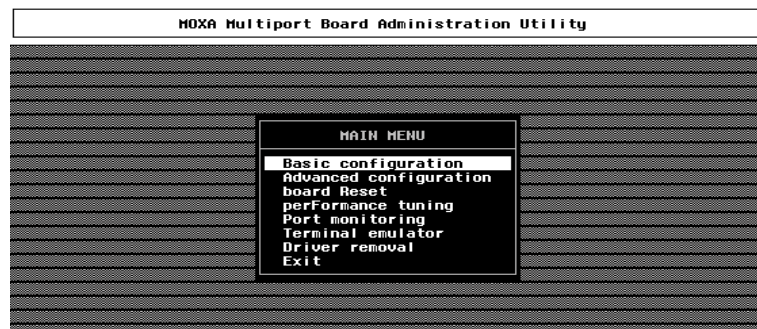 MOXA Multiport Board Administration Utility
MAIN MENU
Basic configuration
Advanced configuration
board Reset
perFormance tuning
Port monitoring
Terminal emulator
Driver removal
Exit